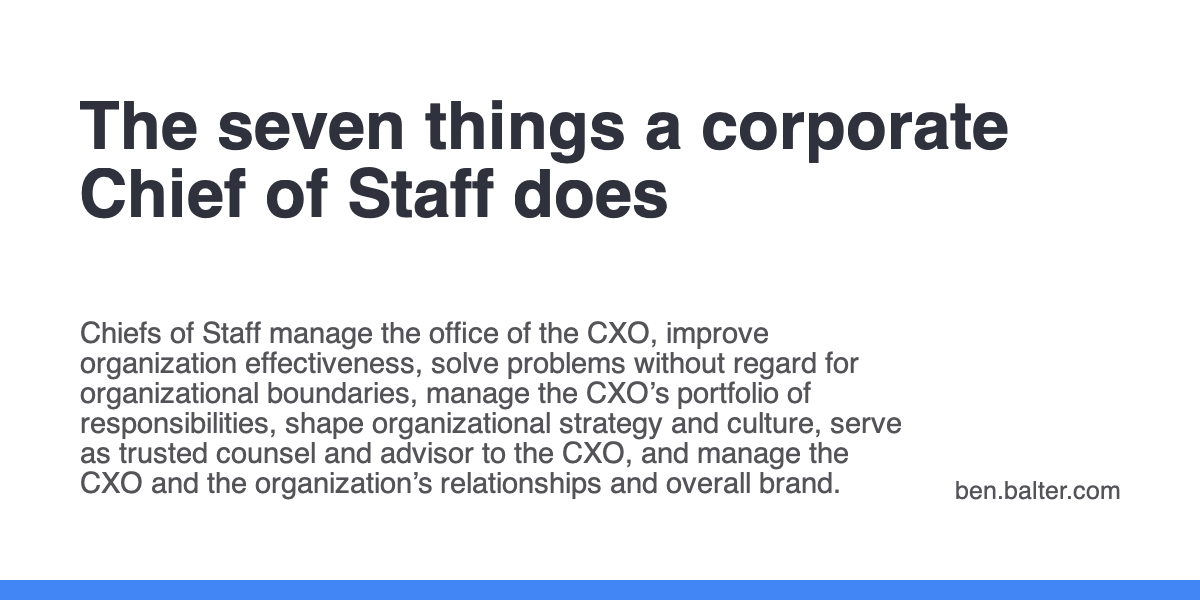 The seven things a corporate
Chief of Staff does
Chiefs of Staff manage the office of the CXO, improve
organization effectiveness, solve problems without regard for
organizational boundaries, manage the CXO’s portfolio of
responsibilities, shape organizational strategy and culture, serve
as trusted counsel and advisor to the CXO, and manage the
CXO and the organization’s relationships and overall brand.
ben.balter.com